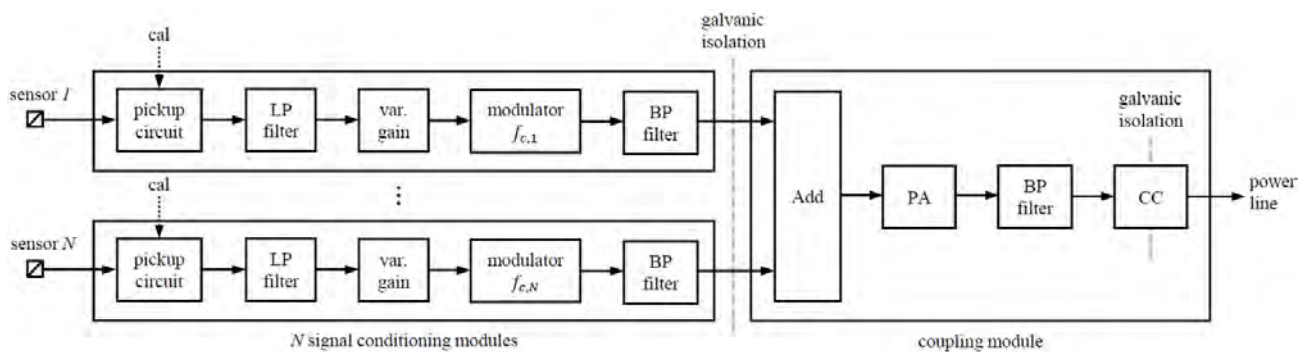 galvanic
isolation
cal
sensor 1
pickup
circuit
LP
filter
var.
gain
modulator
f_{c,1}
BP
filter
cal
sensor N
pickup
circuit
LP
filter
var.
gain
modulator
f_{c,N}
BP
filter
Add
PA
BP
filter
galvanic
isolation
CC
power
line
N signal conditioning modules
coupling module